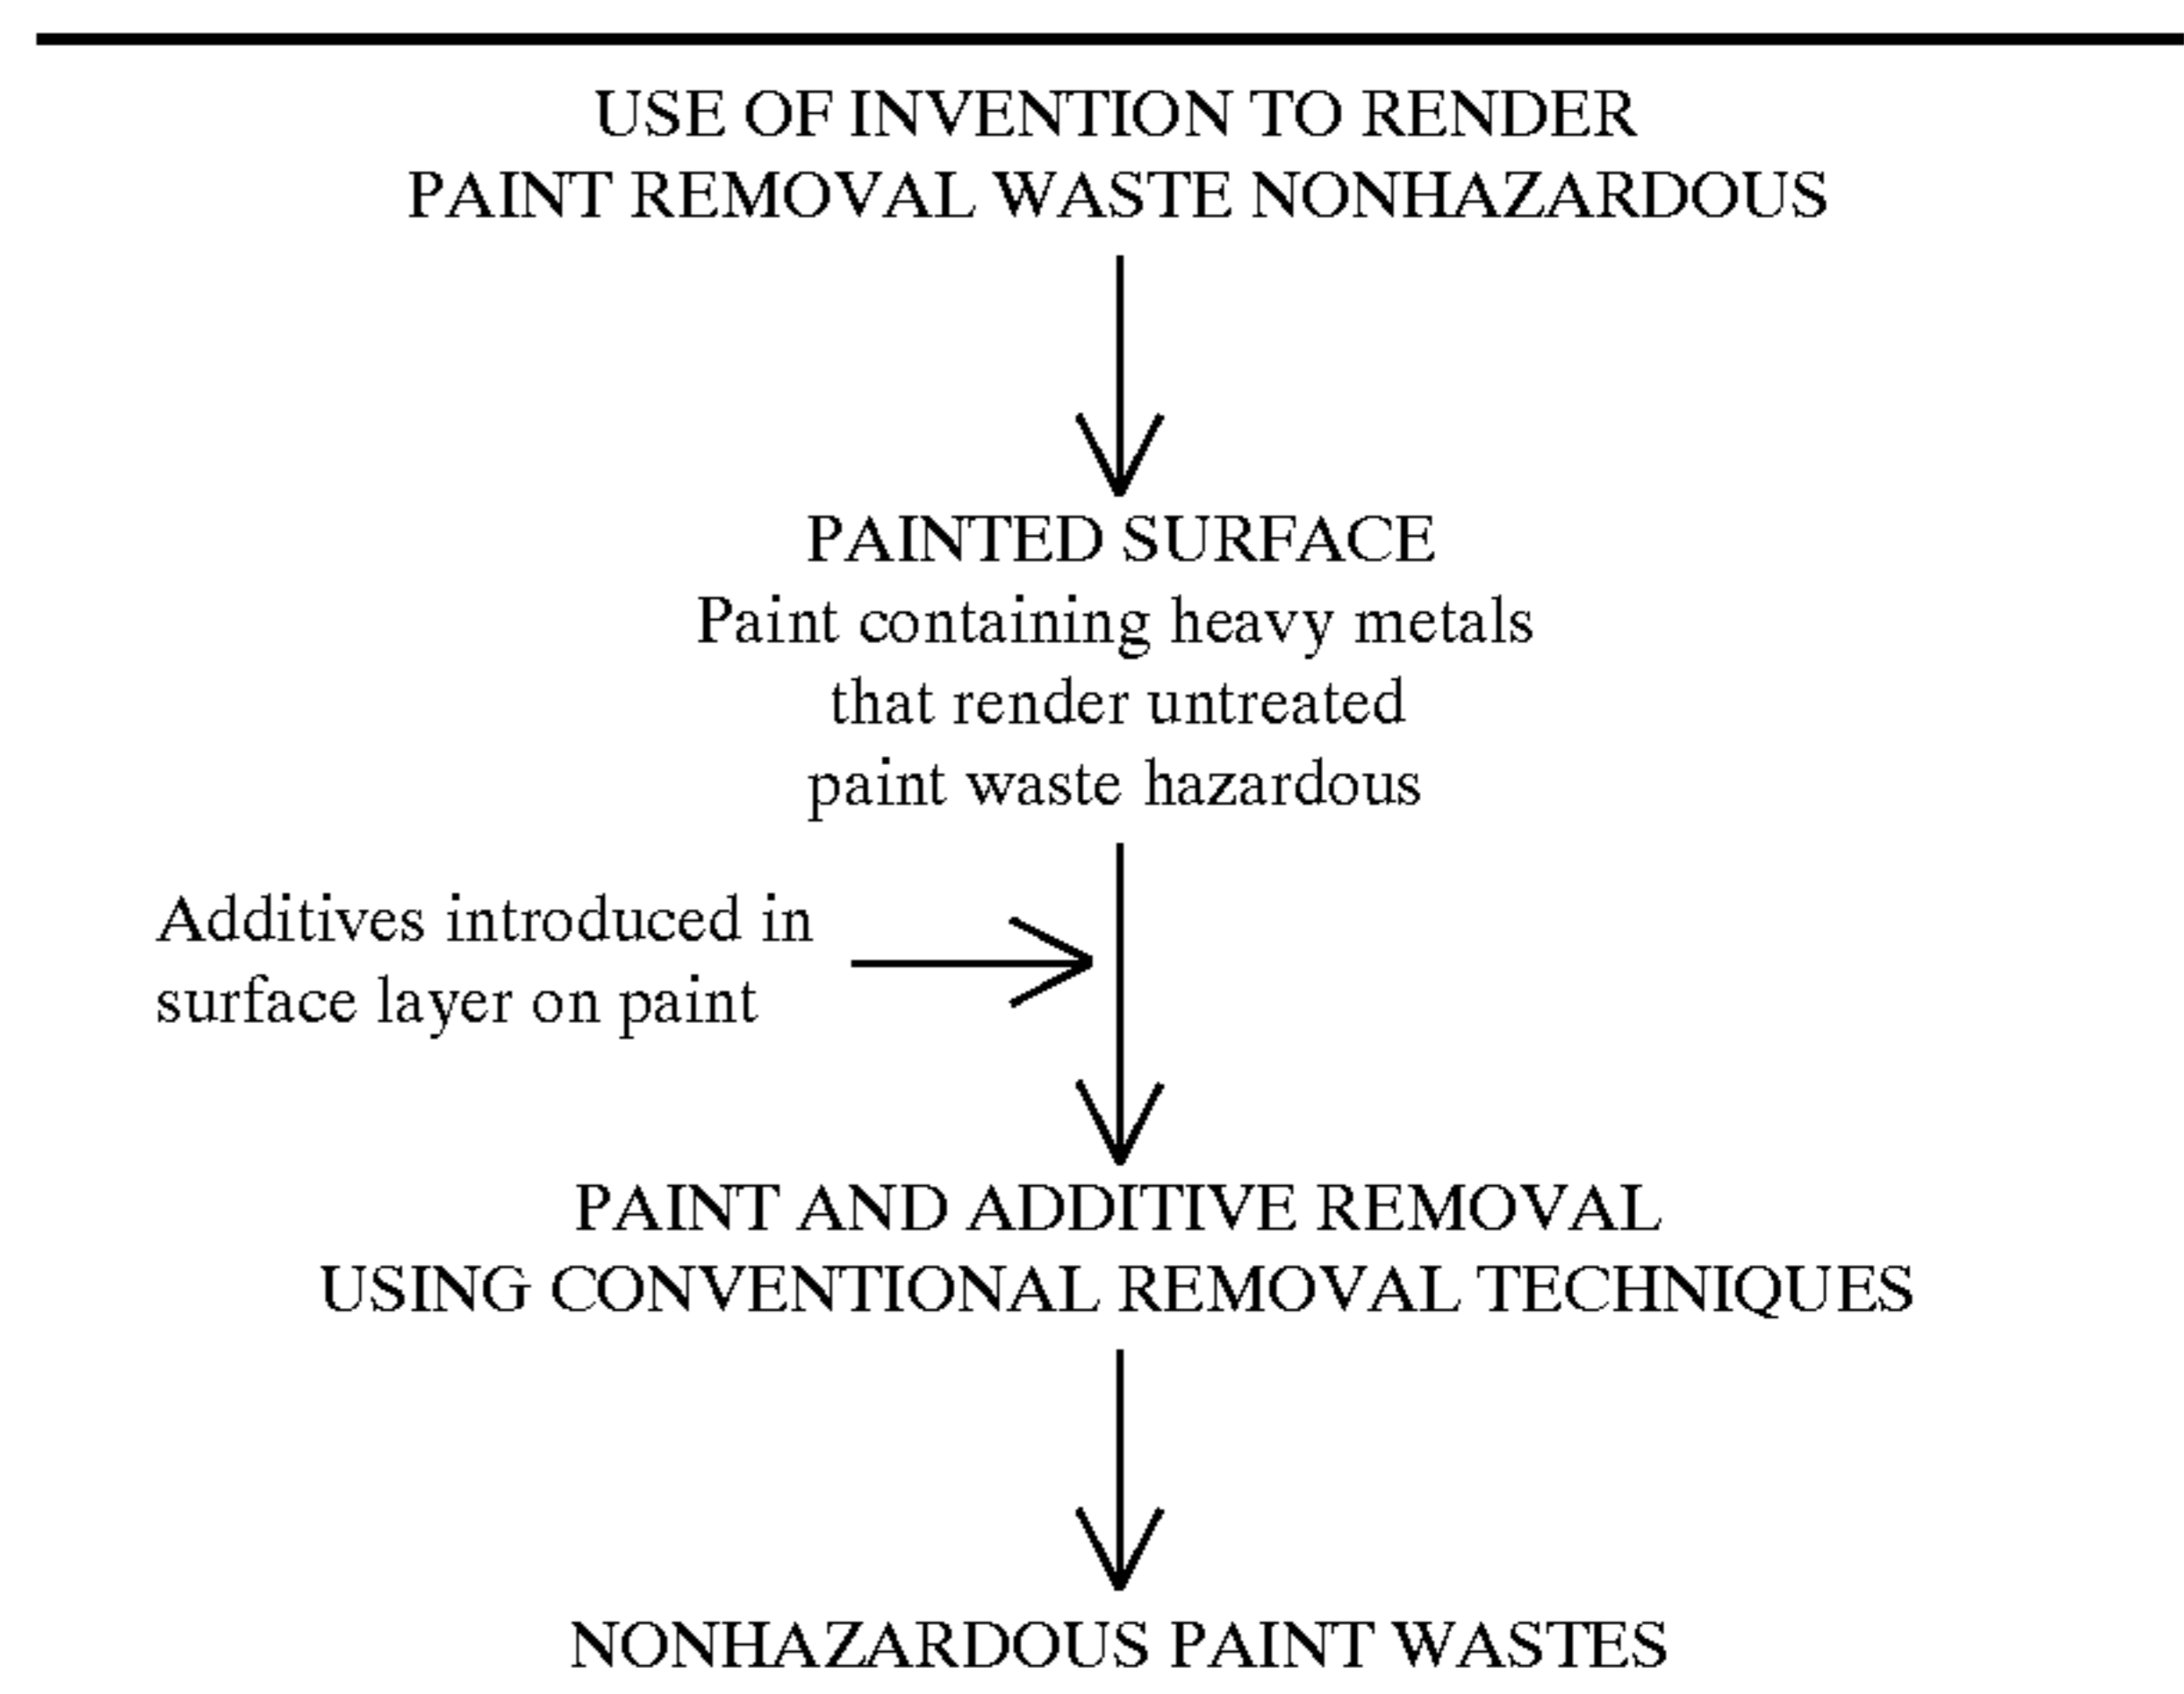 USE OF INVENTION TO RENDER
PAINT REMOVAL WASTE NONHAZARDOUS
PAINTED SURFACE
Paint containing heavy metals
that render untreated
paint waste hazardous
Additives introduced in
surface layer on paint
PAINT AND ADDITIVE REMOVAL
USING CONVENTIONAL REMOVAL TECHNIQUES
NONHAZARDOUS PAINT WASTES